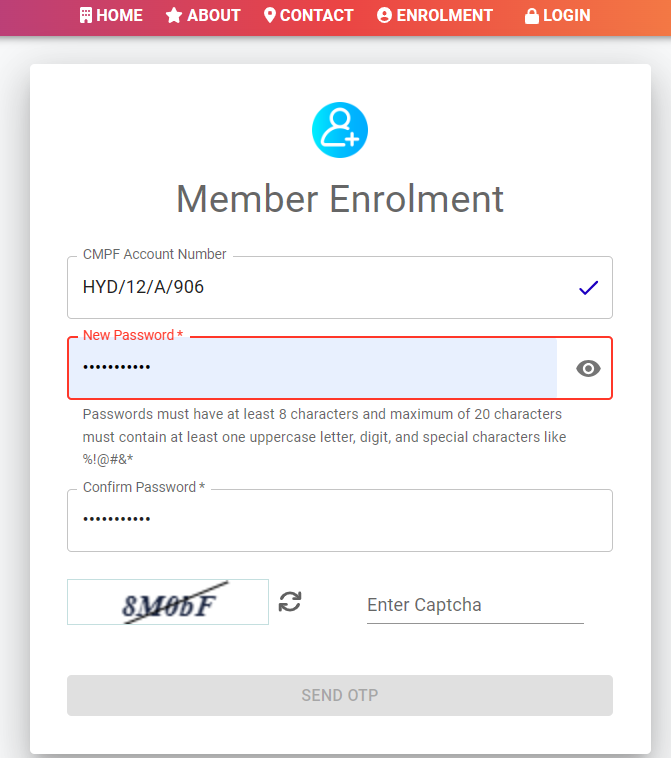 HOME ABOUT CONTACT ENROLMENT LOGIN
Member Enrolment
CMPF Account Number
HYD/12/A/906
New Password *
•••••••••••
Passwords must have at least 8 characters and maximum of 20 characters
must contain at least one uppercase letter, digit, and special characters like
%!@#&*
Confirm Password *
•••••••••••
8M0bF
Enter Captcha
SEND OTP